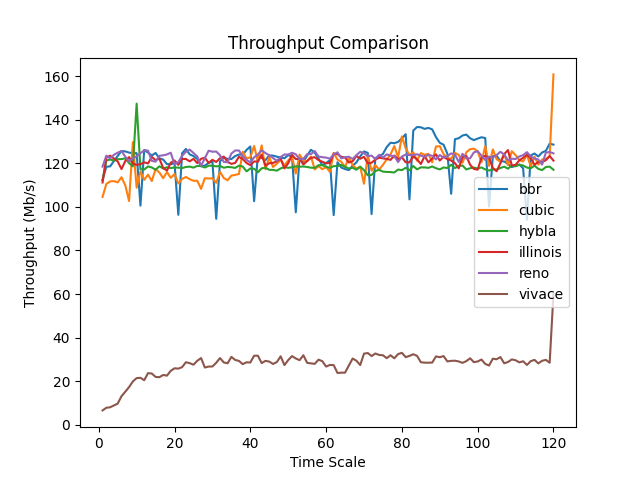 Throughput Comparison
160
140
120
100
80
60
40
20
0
Throughput (Mb/s)
bbr
cubic
hybla
illinois
reno
vivace
0
20
40
60
80
100
120
Time Scale